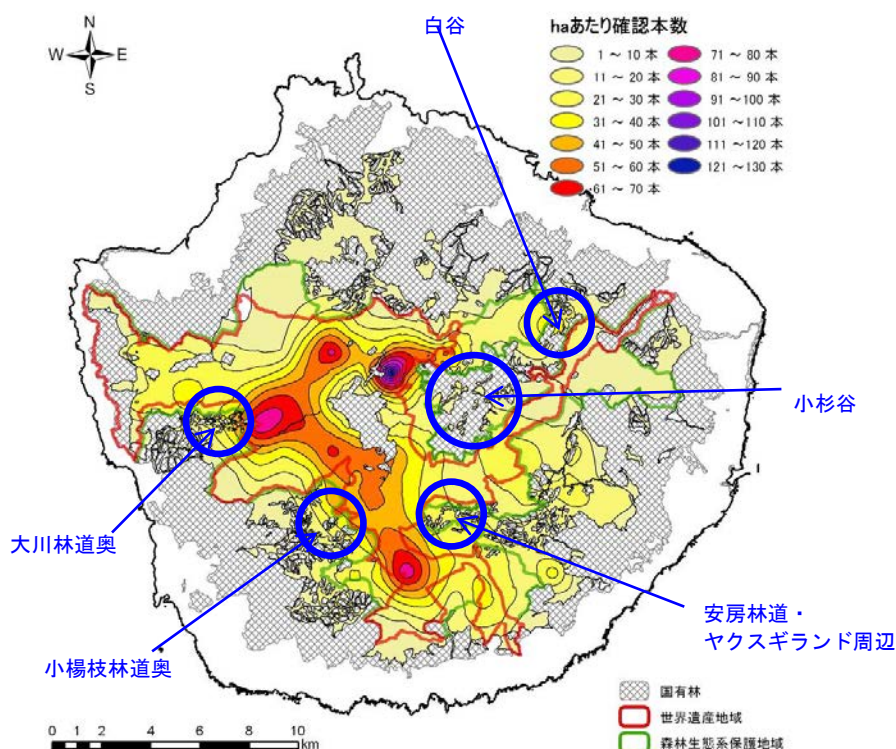 白谷
haあたり確認本数
N
W E
S
1 ～ 10 本
11 ～ 20 本
21 ～ 30 本
31 ～ 40 本
41 ～ 50 本
51 ～ 60 本
61 ～ 70 本
71 ～ 80 本
81 ～ 90 本
91 ～100 本
101 ～110 本
111 ～120 本
121 ～130 本
小杉谷
大川林道奥
安房林道・
ヤクスギランド周辺
小楊枝林道奥
国有林
世界遺産地域
森林生態系保護地域
0 1 2 4 6 8 10
km